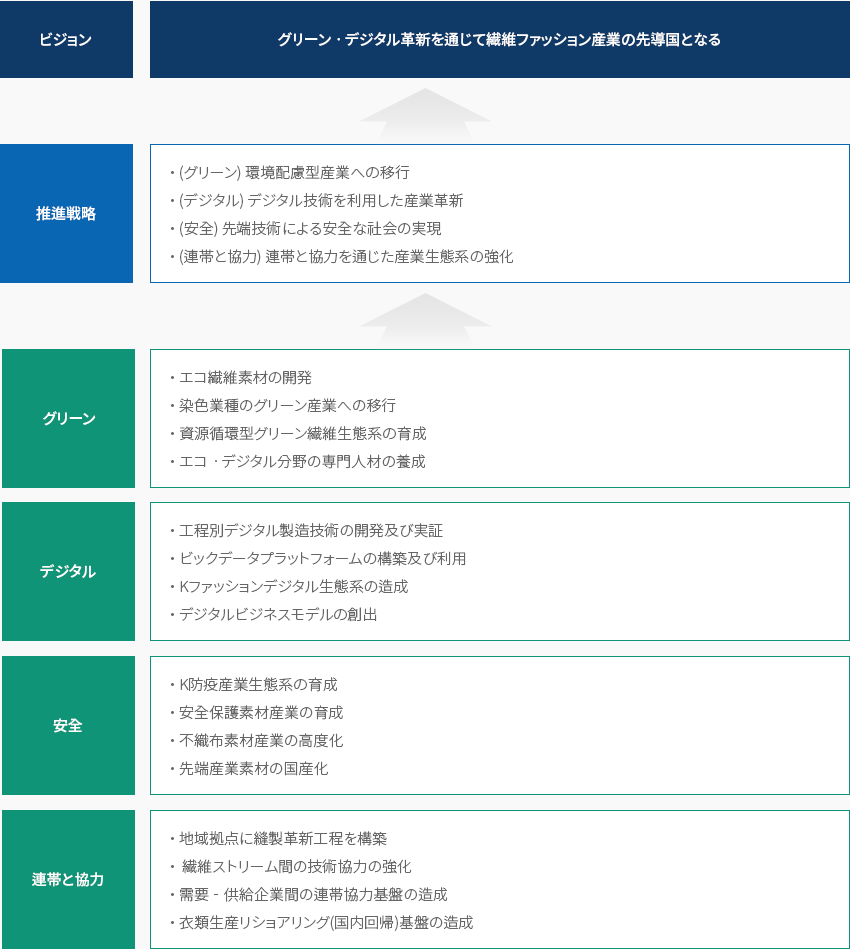 ビジョン
グリーン · デジタル革新を通じて繊維ファッション産業の先導国となる
推進戦略
• (グリーン) 環境配慮型産業への移行
• (デジタル) デジタル技術を利用した産業革新
• (安全) 先端技術による安全な社会の実現
• (連帯と協力) 連帯と協力を通じた産業生態系の強化
グリーン
• エコ繊維素材の開発
• 染色業種のグリーン産業への移行
• 資源循環型グリーン繊維生態系の育成
• エコ · デジタル分野の専門人材の養成
デジタル
• 工程別デジタル製造技術の開発及び実証
• ビックデータプラットフォームの構築及び利用
• Kファッションデジタル生態系の造成
• デジタルビジネスモデルの創出
安全
• K防疫産業生態系の育成
• 安全保護素材産業の育成
• 不織布素材産業の高度化
• 先端産業素材の国産化
連帯と協力
• 地域拠点に縫製革新工程を構築
• 繊維ストリーム間の技術協力の強化
• 需要 - 供給企業間の連帯協力基盤の造成
• 衣類生産リショアリング(国内回帰)基盤の造成